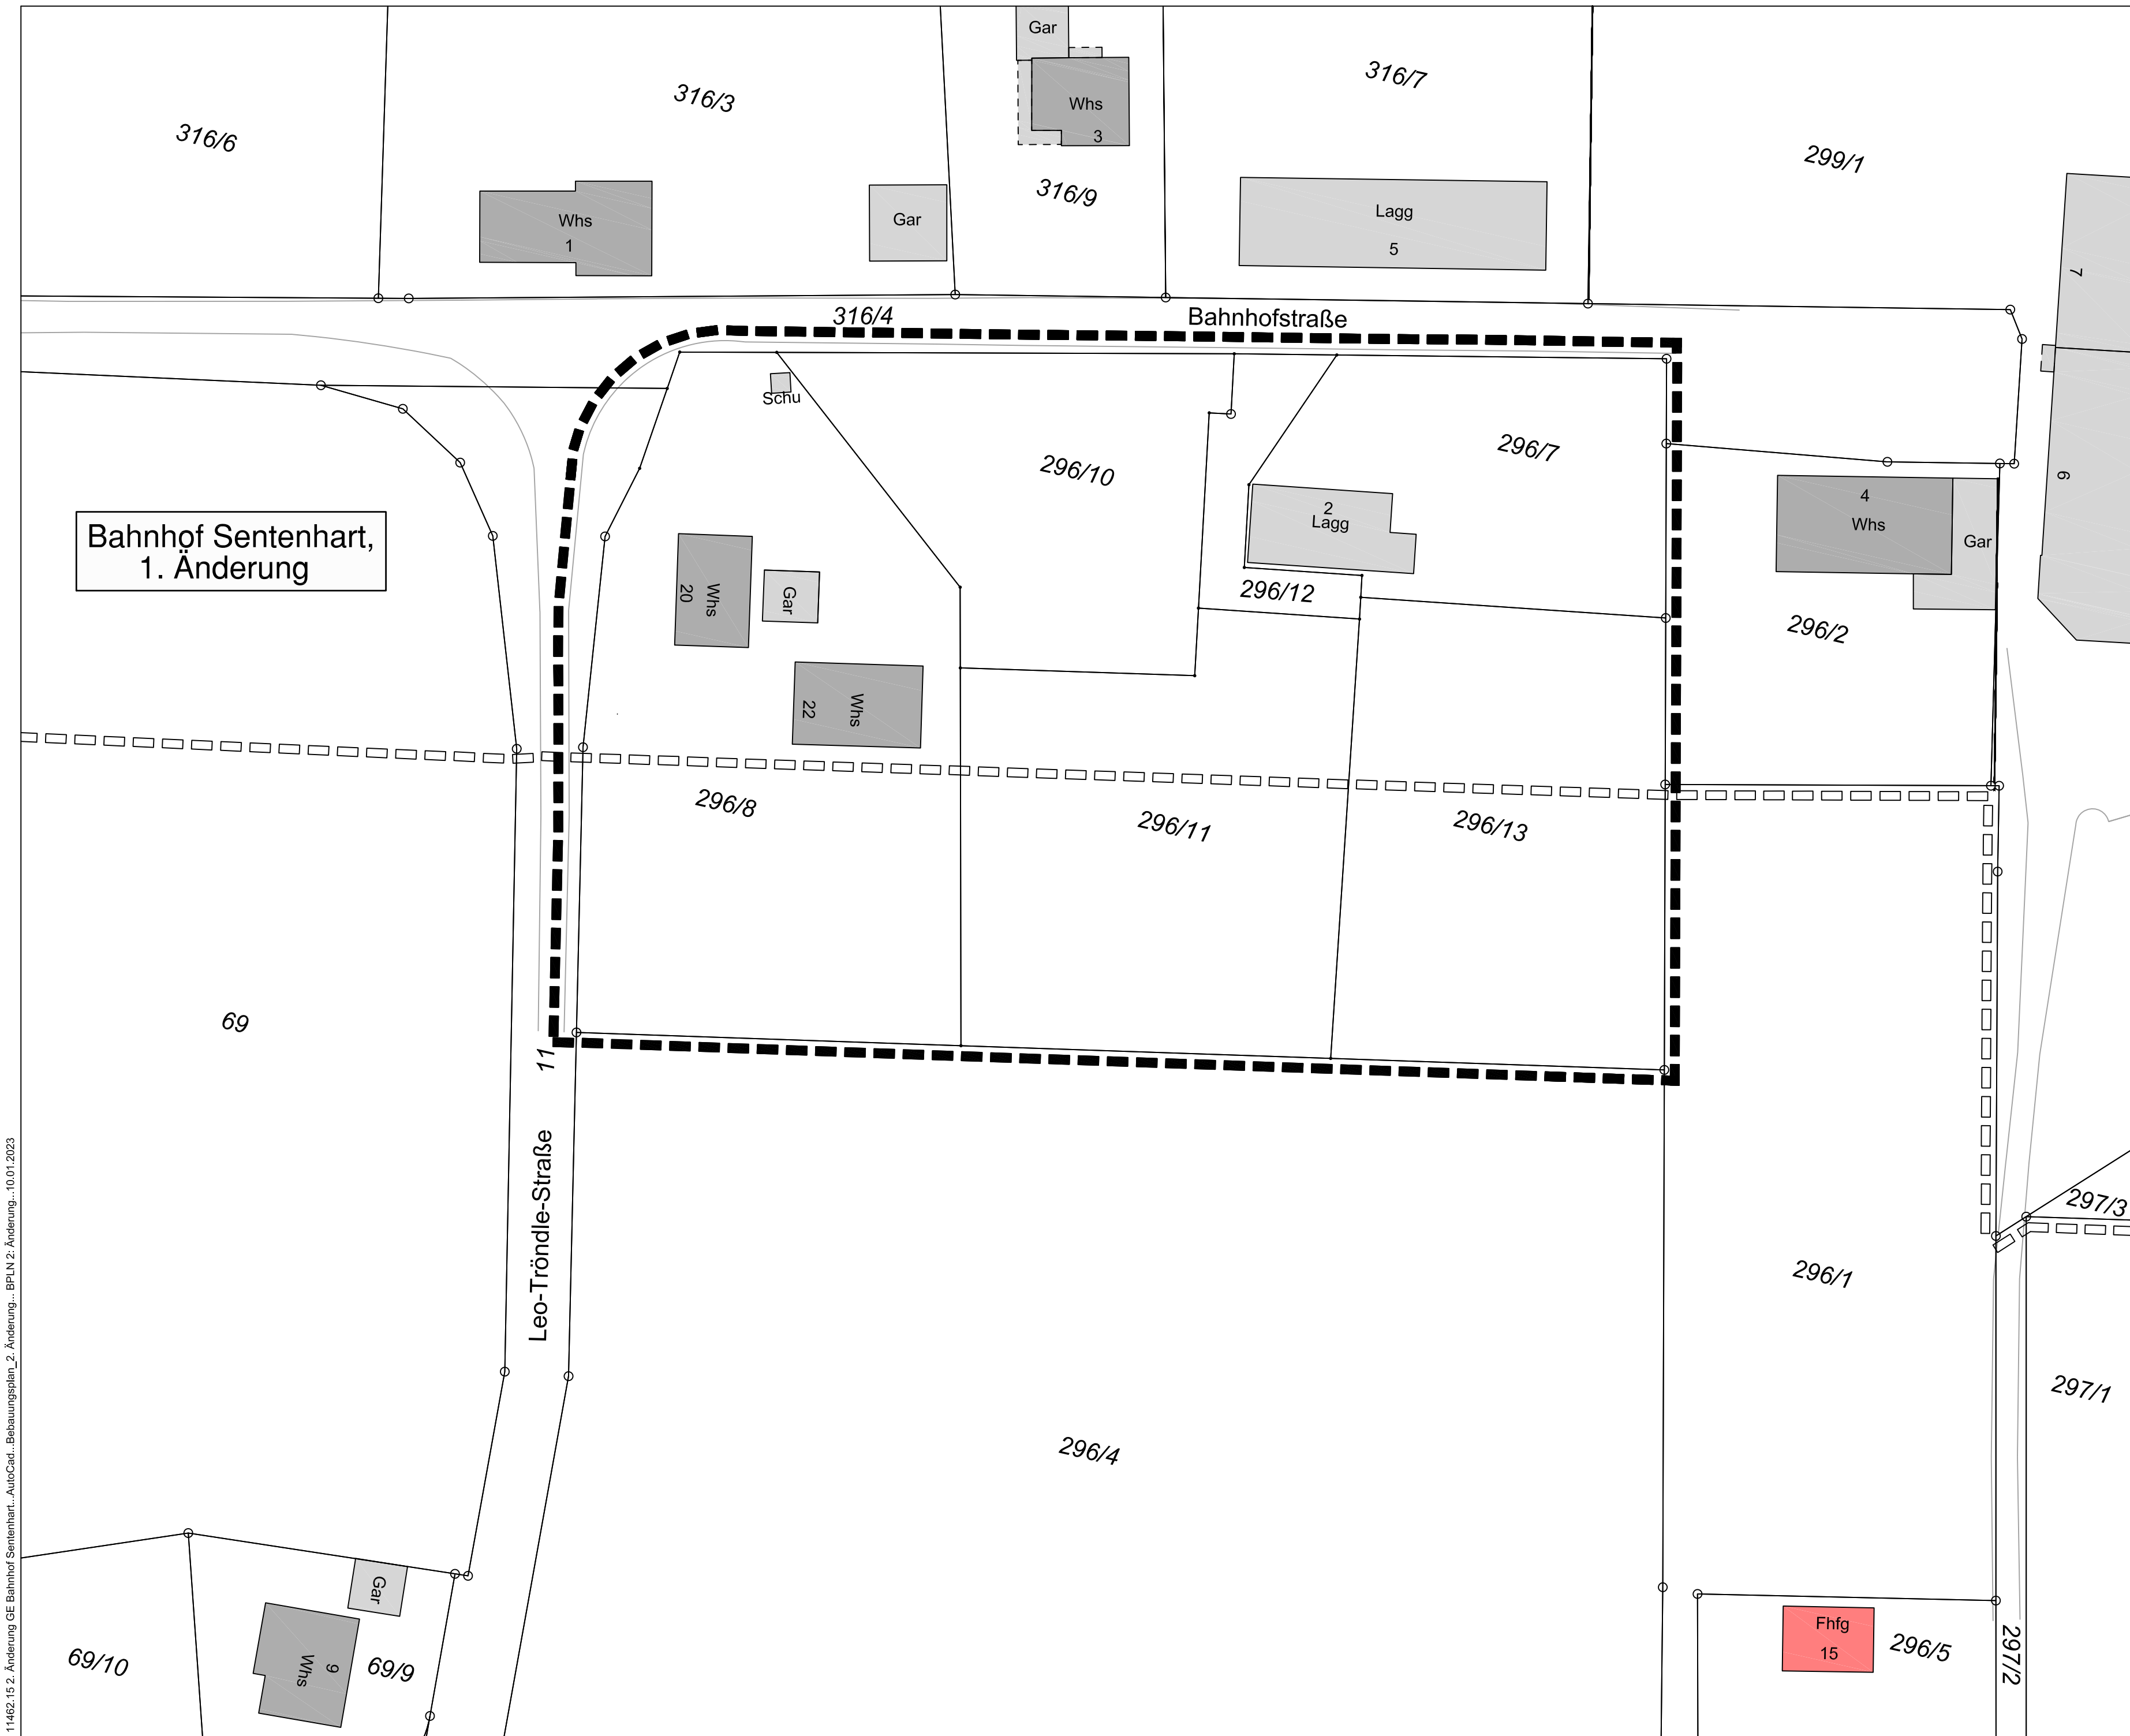 Gar
316/7
316/3
Whs
3
316/6
299/1
316/9
Whs
1
Gar
Lagg
5
7
316/4
Bahnhofstraße
Schu
296/7
296/10
6
4
Whs
2
Lagg
Gar
Bahnhof Sentenhart,
1. Änderung
Whs
20
Gar
296/12
296/2
Whs
22
296/8
296/11
296/13
69
11
Leo-Tröndle-Straße
297/3
296/1
297/1
296/4
Gar
Fhfg
15
296/5
297/2
69/10
Whs
9
69/9
11462.15 2. Änderung GE Bahnhof Sentenhart...AutoCad...Bebauungsplan_2. Änderung... BPLN 2: Änderung...10.01.2023